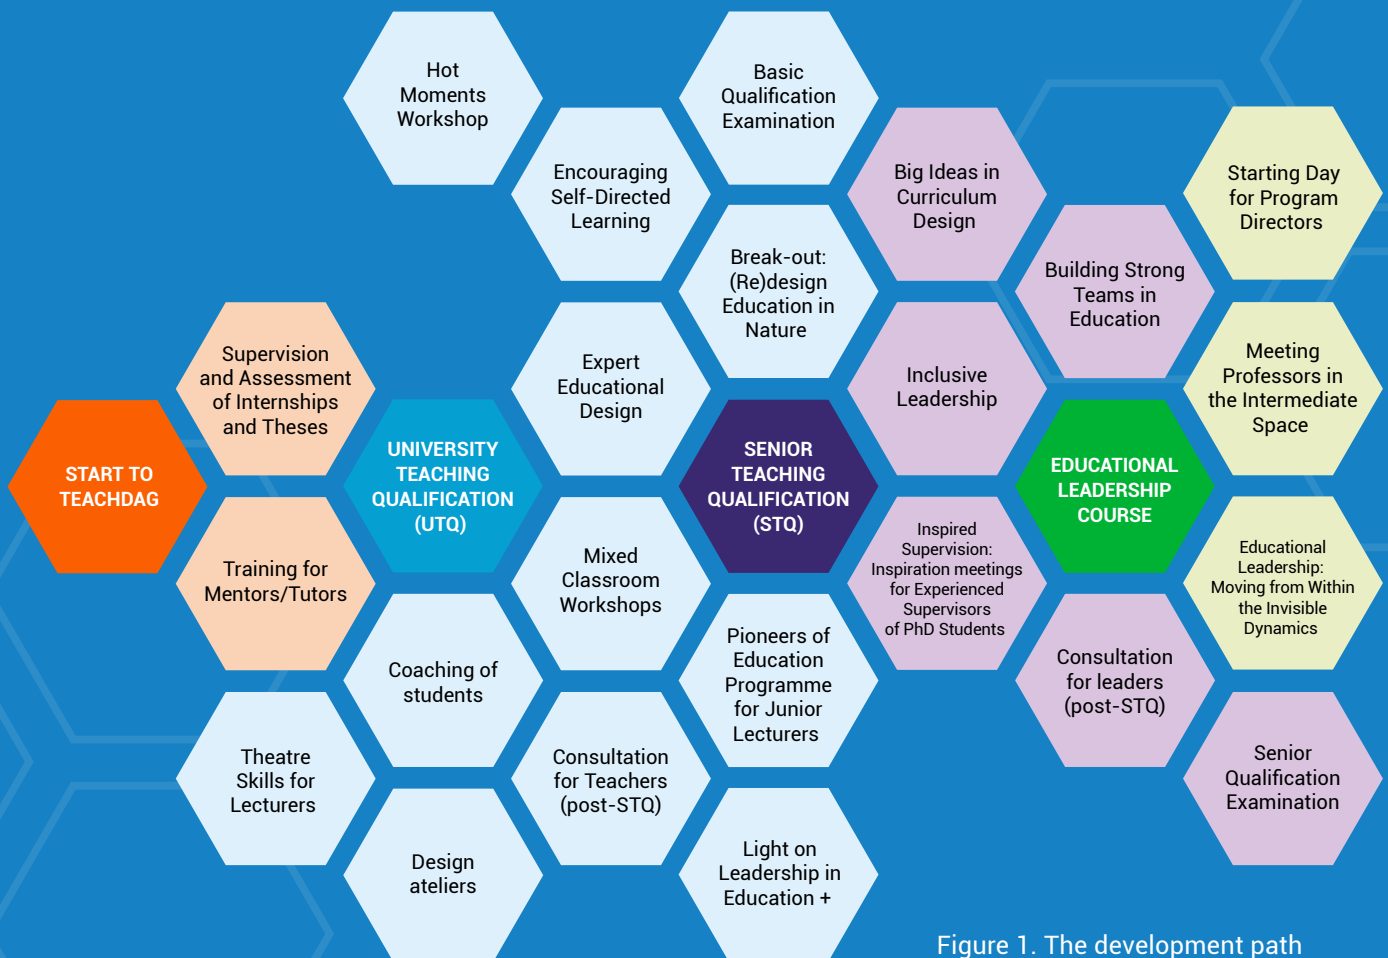 Hot
Moments
Workshop
Basic
Qualification
Examination
Encouraging
Self-Directed
Learning
Big Ideas in
Curriculum
Design
Starting Day
for Program
Directors
Break-out:
(Re)design
Education in
Nature
Building Strong
Teams in
Education
Supervision
and Assessment
of Internships
and Theses
Expert
Educational
Design
Inclusive
Leadership
Meeting
Professors in
the Intermediate
Space
START TO
TEACHDAG
UNIVERSITY
TEACHING
QUALIFICATION
(UTQ)
SENIOR
TEACHING
QUALIFICATION
(STQ)
EDUCATIONAL
LEADERSHIP
COURSE
Training for
Mentors/Tutors
Mixed
Classroom
Workshops
Inspired
Supervision:
Inspiration meetings
for Experienced
Supervisors
of PhD Students
Educational
Leadership:
Moving from Within
the Invisible
Dynamics
Coaching of
students
Pioneers of
Education
Programme
for Junior
Lecturers
Consultation
for leaders
(post-STQ)
Theatre
Skills for
Lecturers
Consultation
for Teachers
(post-STQ)
Senior
Qualification
Examination
Design
ateliers
Light on
Leadership in
Education +
Figure 1. The development path